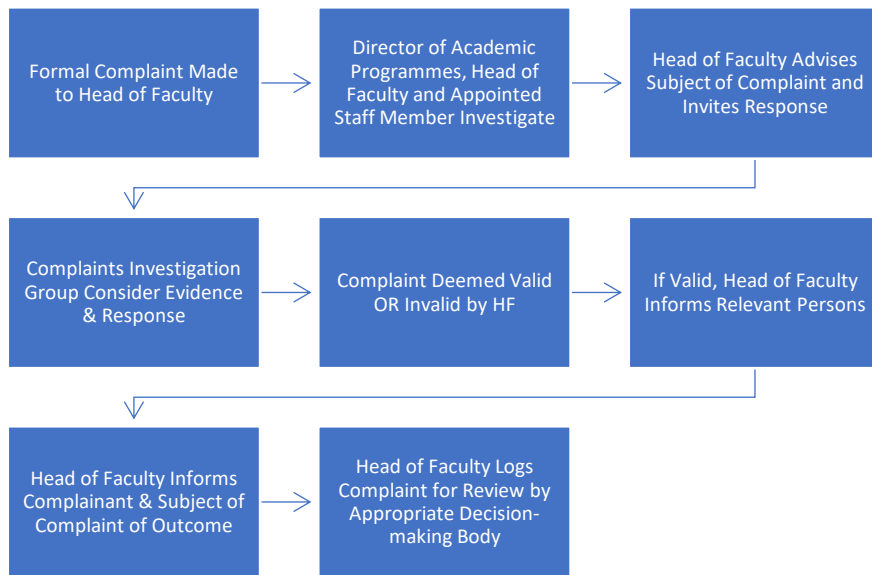 Formal Complaint Made
to Head of Faculty
Director of Academic
Programmes, Head of
Faculty and Appointed
Staff Member Investigate
Head of Faculty Advises
Subject of Complaint and
Invites Response
Complaints Investigation
Group Consider Evidence
& Response
Complaint Deemed Valid
OR Invalid by HF
If Valid, Head of Faculty
Informs Relevant Persons
Head of Faculty Informs
Complainant & Subject of
Complaint of Outcome
Head of Faculty Logs
Complaint for Review by
Appropriate Decision-
making Body